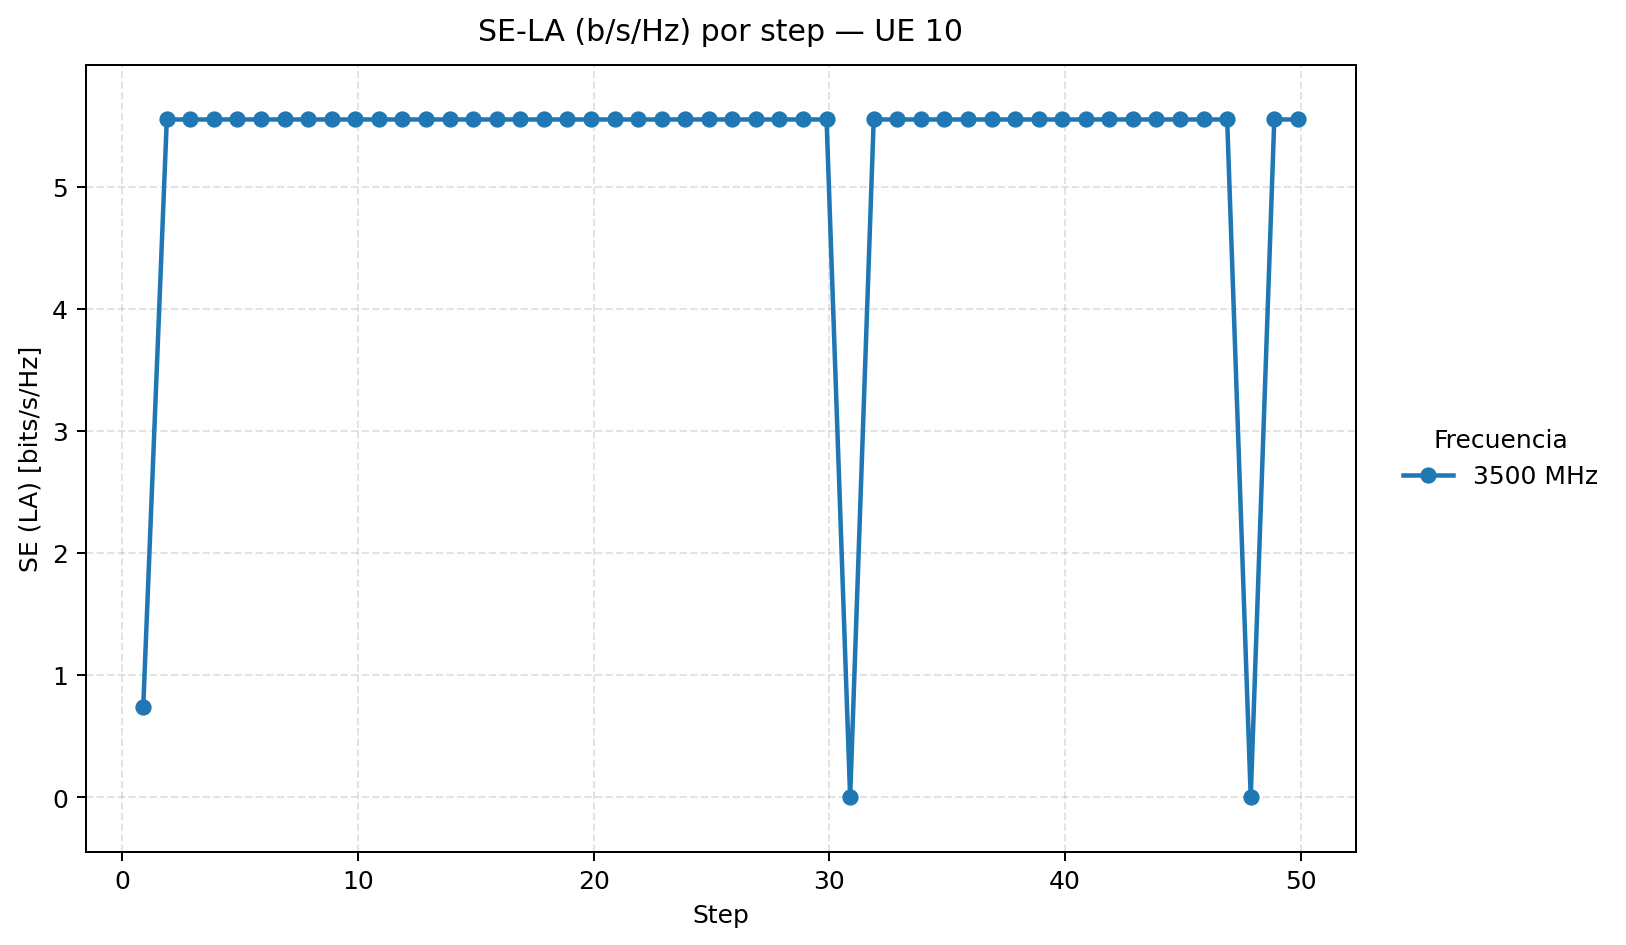 SE-LA (b/s/Hz) por step — UE 10
SE (LA) [bits/s/Hz]
5
4
3
2
1
0
0 10 20 30 40 50
Step
Frecuencia
3500 MHz